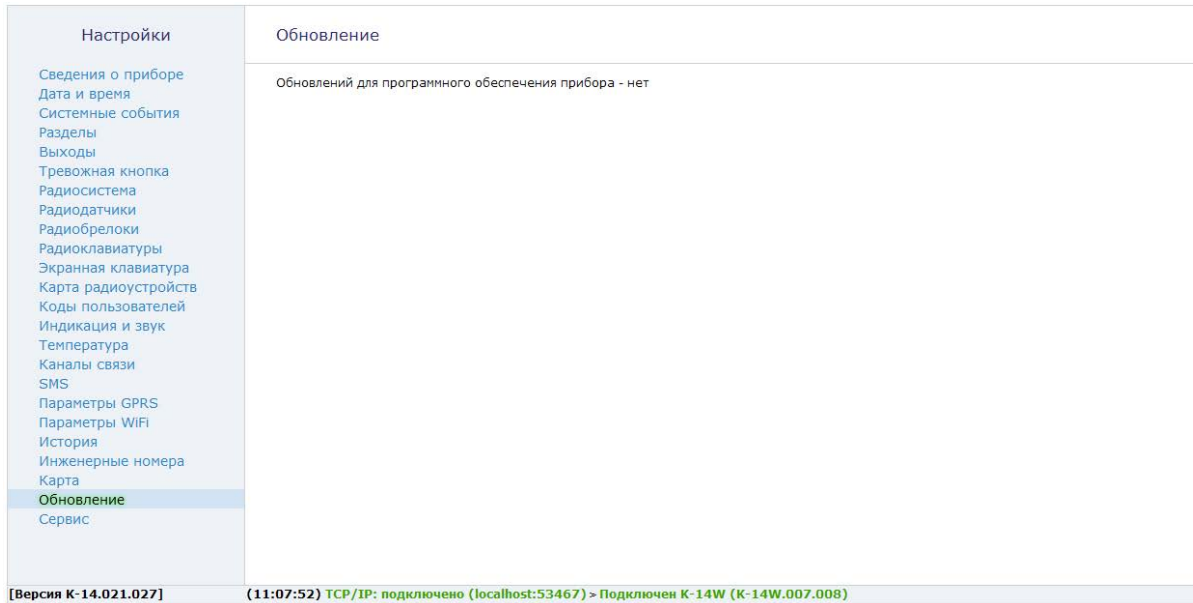 Настройки
Сведения о приборе
Дата и время
Системные события
Разделы
Выходы
Тревожная кнопка
Радиосистема
Радиодатчики
Радиобрелоки
Радиоклавиатуры
Экранная клавиатура
Карта радиоустройств
Коды пользователей
Индикация и звук
Температура
Каналы связи
SMS
Параметры GPRS
Параметры WiFi
История
Инженерные номера
Карта
Обновление
Сервис
Обновление
Обновлений для программного обеспечения прибора - нет
[Версия K-14.021.027] (11:07:52) TCP/IP: подключено (localhost:53467) > Подключен K-14W (K-14W.007.008)